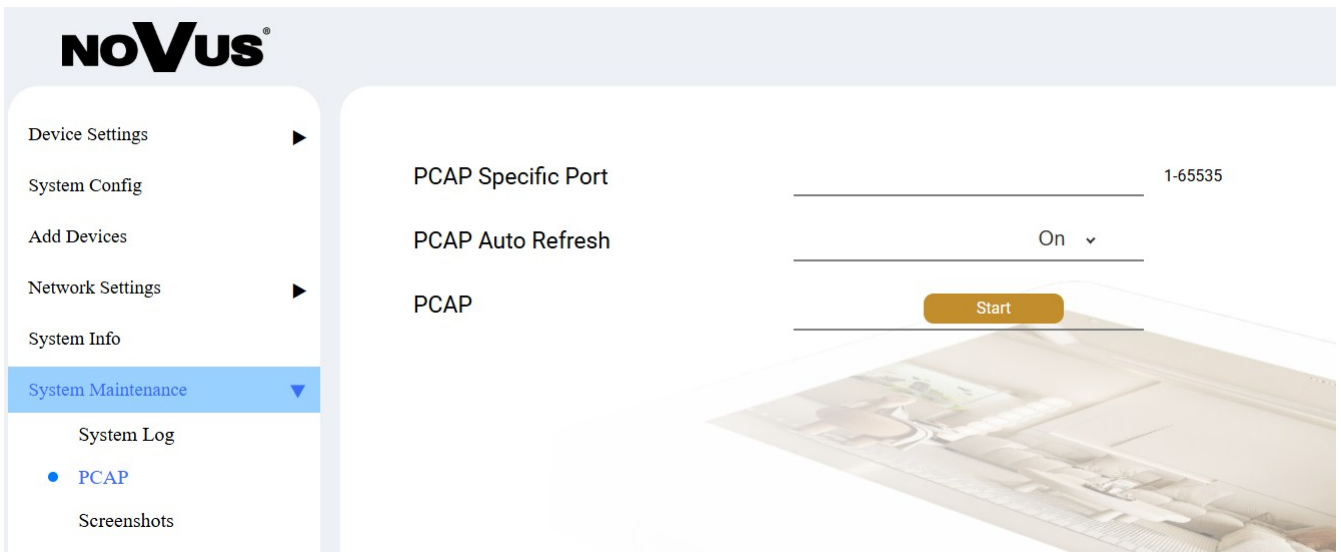 NOVUS®
Device Settings
System Config
Add Devices
Network Settings
System Info
System Maintenance
System Log
PCAP
Screenshots
PCAP Specific Port 1-65535
PCAP Auto Refresh On
PCAP Start